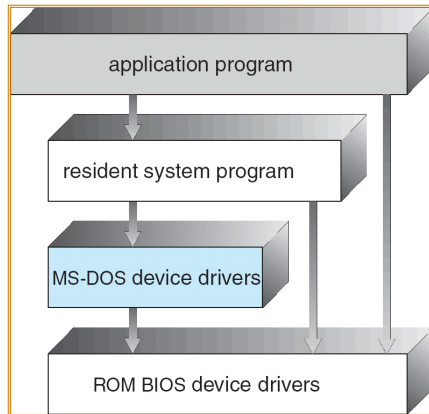 application program
resident system program
MS-DOS device drivers
ROM BIOS device drivers